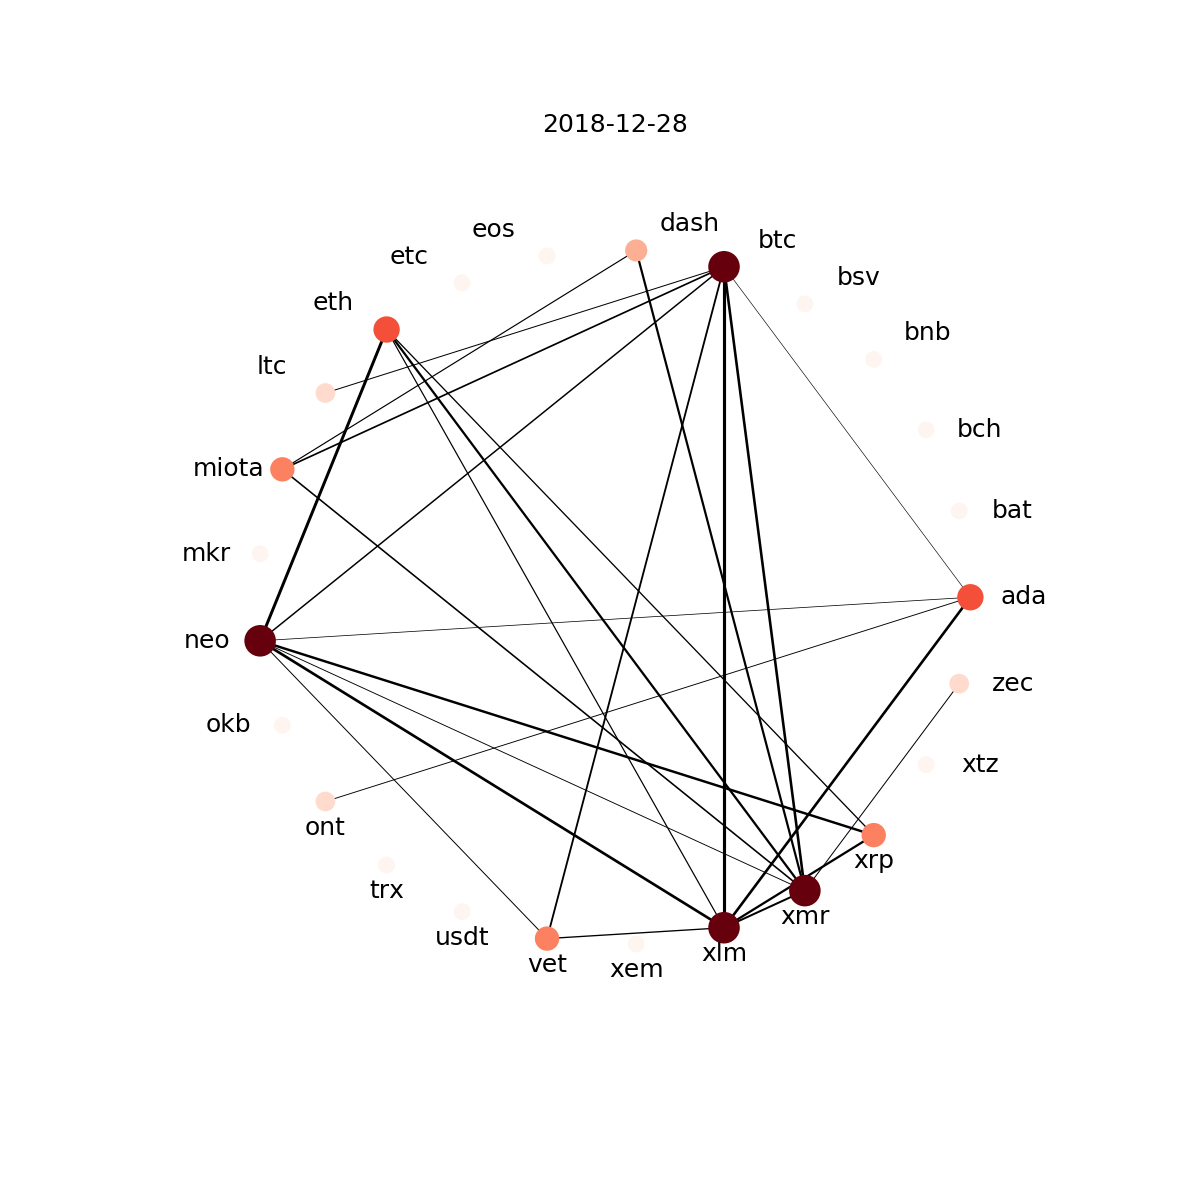 2018-12-28
dash
eos
btc
etc
bsv
eth
bnb
ltc
bch
miota
bat
mkr
ada
neo
zec
okb
xtz
ont
xrp
trx
xmr
usdt
xlm
vet
xem